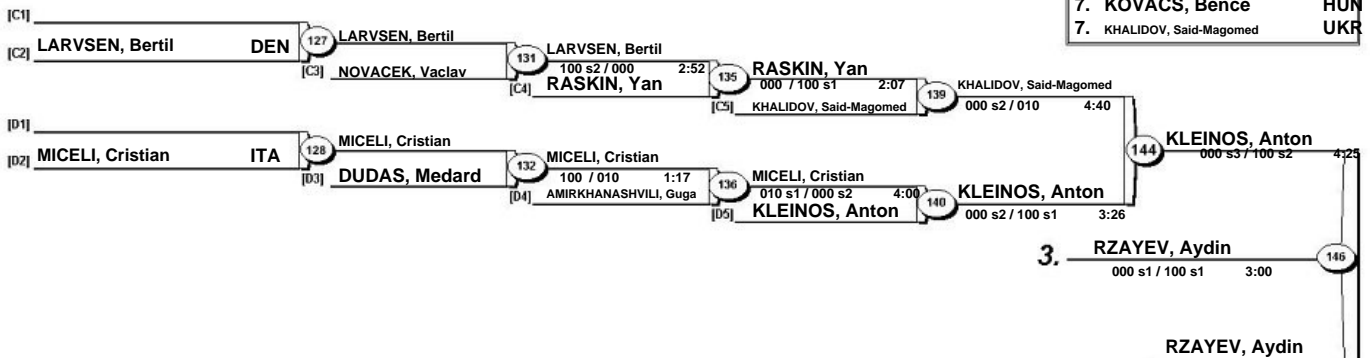 7. KOVACS, Bence HUN
7. KHALIDOV, Said-Magomed UKR
[C1]
[C2] LARVSEN, Bertil DEN
127
LARVSEN, Bertil
[C3] NOVACEK, Vaclav
131
LARVSEN, Bertil
100 s2 / 000 2:52
[C4] RASKIN, Yan
135
RASKIN, Yan
000 / 100 s1 2:07
[C5] KHALIDOV, Said-Magomed
139
KHALIDOV, Said-Magomed
000 s2 / 010 4:40
[D1]
[D2] MICELI, Cristian ITA
128
MICELI, Cristian
[D3] DUDAS, Medard
132
MICELI, Cristian
100 / 010 1:17
[D4] AMIRKHANASHVILI, Guga
136
MICELI, Cristian
010 s1 / 000 s2 4:00
[D5] KLEINOS, Anton
140
KLEINOS, Anton
000 s2 / 100 s1 3:26
144
KLEINOS, Anton
000 s3 / 100 s2 4:25
3. RZAYEV, Aydin
000 s1 / 100 s1 3:00
146
RZAYEV, Aydin